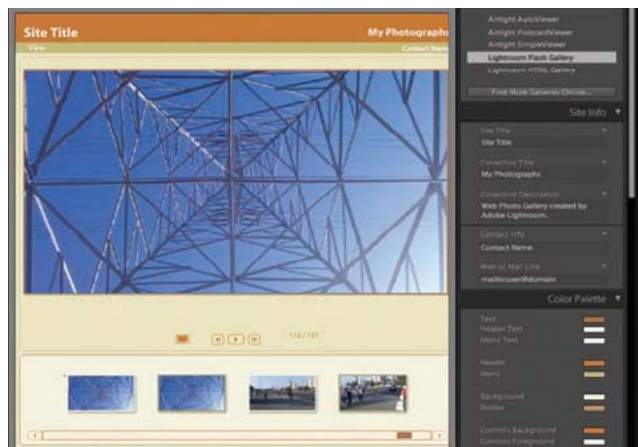 Site Title
My Photographs
View
Contact Name
114 / 141
Airtight AutoViewer
Airtight PostcardViewer
Airtight SimpleViewer
Lightroom Flash Gallery
Lightroom HTML Gallery
Find More Galleries Online...
Site Info
Site Title
Site Title
Collection Title
My Photographs
Collection Description
Web Photo Gallery created by
Adobe Lightroom.
Contact Info
Contact Name
Web or Mail Link
mailto:user@domain
Color Palette
Text
Header Text
Menu Text
Header
Menu
Background
Border
Controls Background
Controls Foreground